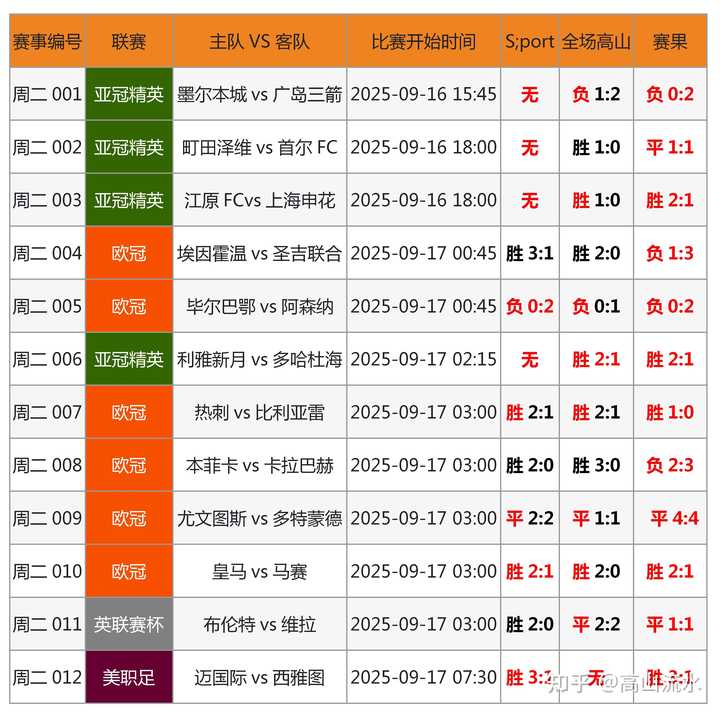 赛事编号 联赛 主队 VS 客队 比赛开始时间 S;port 全场高山 赛果
周二 001 亚冠精英 墨尔本城 vs 广岛三箭 2025-09-16 15:45 无 负 1:2 负 0:2
周二 002 亚冠精英 町田泽维 vs 首尔 FC 2025-09-16 18:00 无 胜 1:0 平 1:1
周二 003 亚冠精英 江原 FCvs 上海申花 2025-09-16 18:00 无 胜 1:0 胜 2:1
周二 004 欧冠 埃因霍温 vs 圣吉联合 2025-09-17 00:45 胜 3:1 胜 2:0 负 1:3
周二 005 欧冠 毕尔巴鄂 vs 阿森纳 2025-09-17 00:45 负 0:2 负 0:1 负 0:2
周二 006 亚冠精英 利雅新月 vs 多哈杜海 2025-09-17 02:15 无 胜 2:1 胜 2:1
周二 007 欧冠 热刺 vs 比利亚雷 2025-09-17 03:00 胜 2:1 胜 2:1 胜 1:0
周二 008 欧冠 本菲卡 vs 卡拉巴赫 2025-09-17 03:00 胜 2:0 胜 3:0 负 2:3
周二 009 欧冠 尤文图斯 vs 多特蒙德 2025-09-17 03:00 平 2:2 平 1:1 平 4:4
周二 010 欧冠 皇马 vs 马赛 2025-09-17 03:00 胜 2:1 胜 2:0 胜 2:1
周二 011 英联赛杯 布伦特 vs 维拉 2025-09-17 03:00 胜 2:0 平 2:2 平 1:1
周二 012 美职足 迈国际 vs 西雅图 2025-09-17 07:30 胜 无 胜
知乎 @高山流水